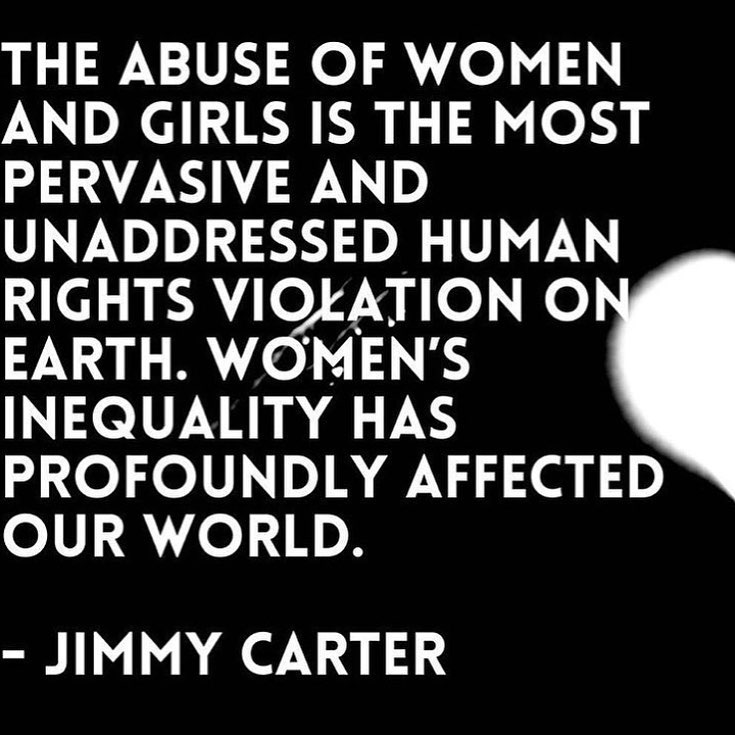 THE ABUSE OF WOMEN
AND GIRLS IS THE MOST
PERVASIVE AND
UNADDRESSED HUMAN
RIGHTS VIOLATION ON
EARTH. WOMEN'S
INEQUALITY HAS
PROFOUNDLY AFFECTED
OUR WORLD.
- JIMMY CARTER